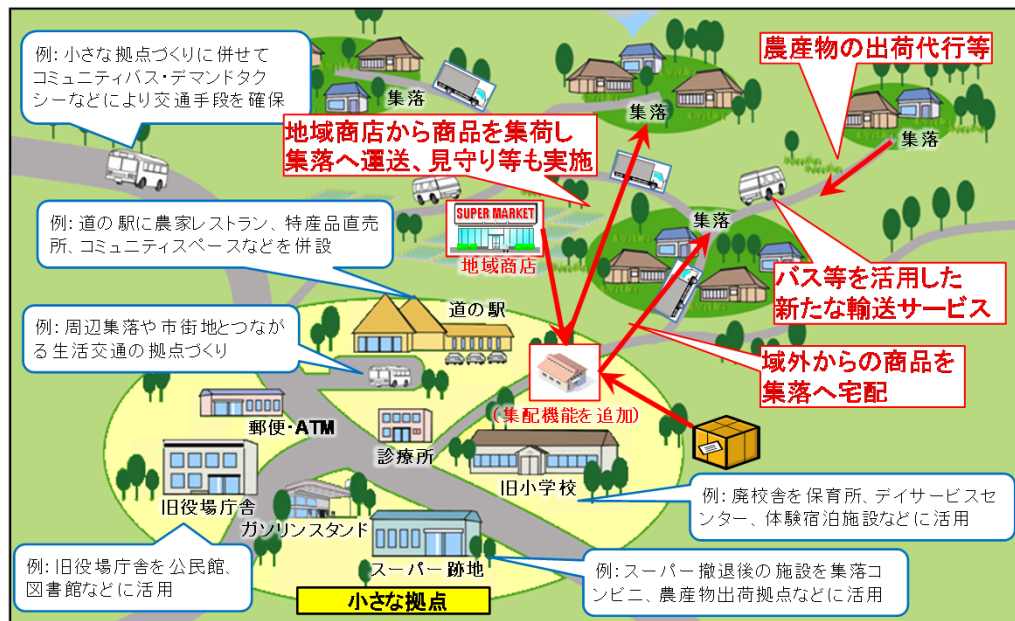 例：小さな拠点づくりに併せて
コミュニティバス・デマンドタク
シーなどにより交通手段を確保
集落
集落
農産物の出荷代行等
集落
地域商店から商品を集荷し
集落へ運送、見守り等も実施
例：道の駅に農家レストラン、特産品直売
所、コミュニティスペースなどを併設
SUPER MARKET
地域商店
集落
バス等を活用した
新たな輸送サービス
道の駅
例：周辺集落や市街地とつなが
る生活交通の拠点づくり
域外からの商品を
集落へ宅配
(集配機能を追加)
郵便・ATM
診療所
旧小学校
旧役場庁舎
ガソリンスタンド
例：廃校舎を保育所、デイサービスセ
ンター、体験宿泊施設などに活用
スーパー跡地
例：旧役場庁舎を公民館、
図書館などに活用
例：スーパー撤退後の施設を集落コ
ンビニ、農産物出荷拠点などに活用
小さな拠点